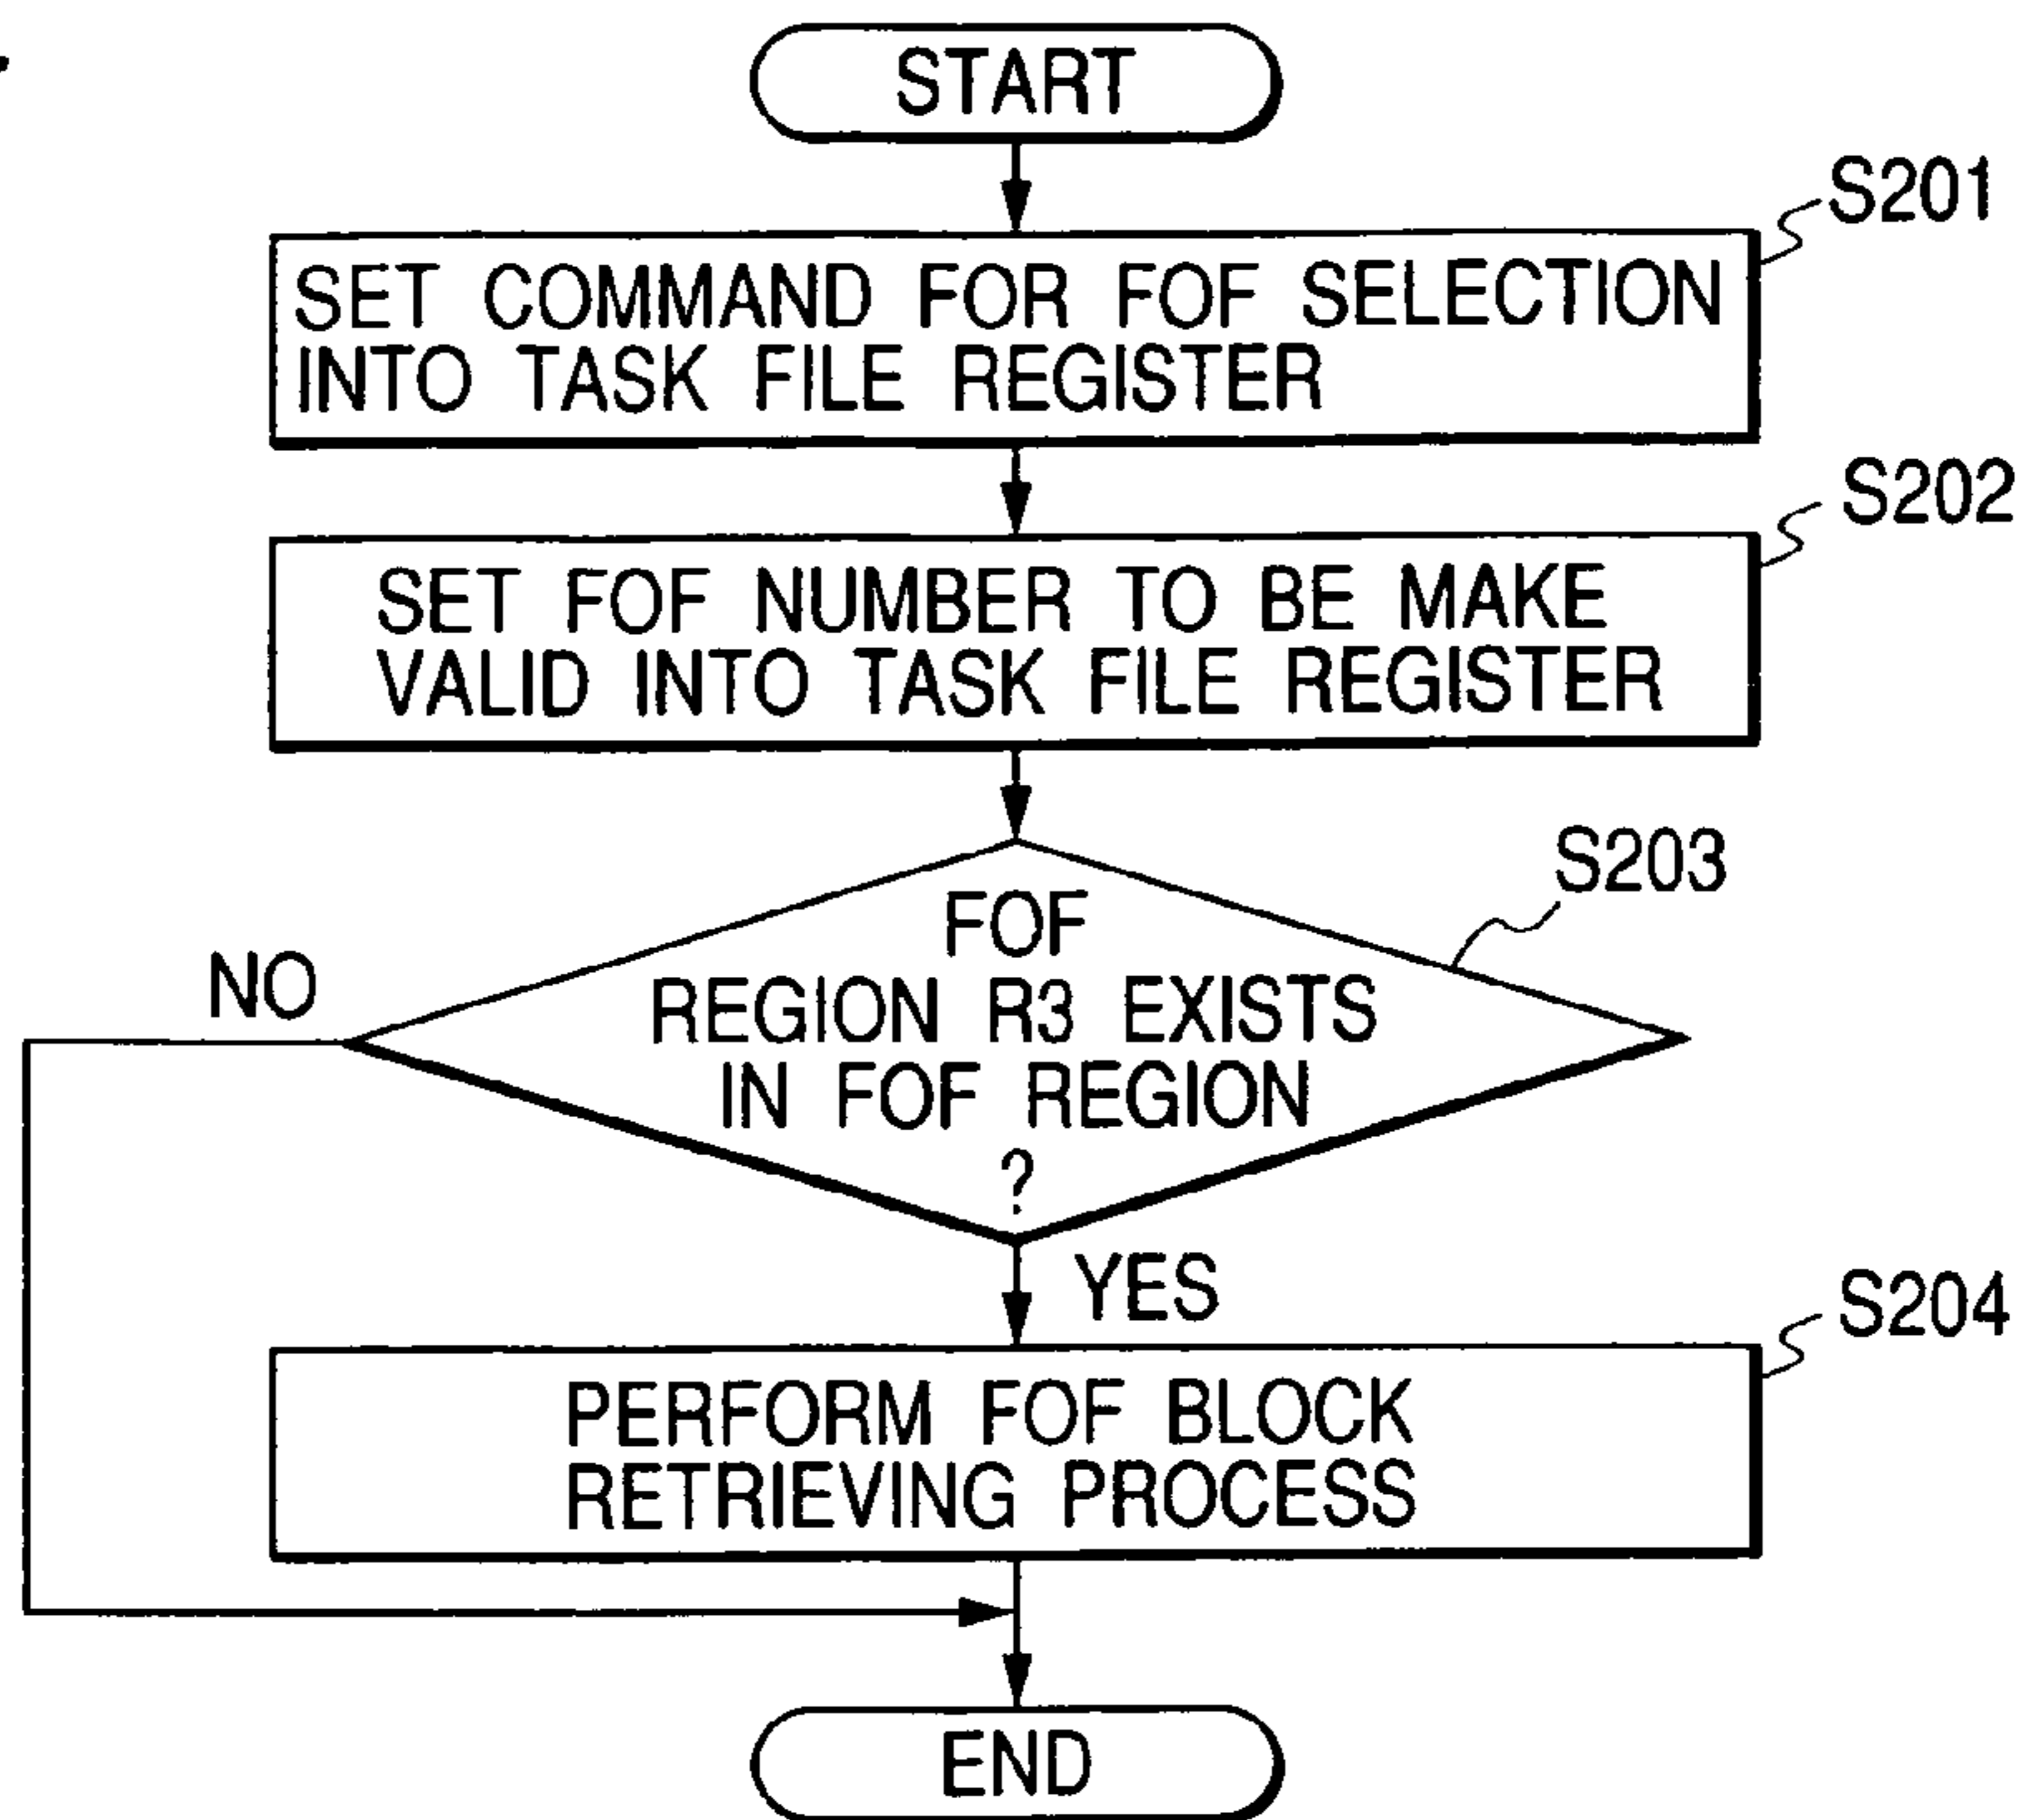 START
S201
SET COMMAND FOR FOF SELECTION
INTO TASK FILE REGISTER
S202
SET FOF NUMBER TO BE MAKE
VALID INTO TASK FILE REGISTER
S203
FOF
REGION R3 EXISTS
IN FOF REGION
?
NO
YES
S204
PERFORM FOF BLOCK
RETRIEVING PROCESS
END